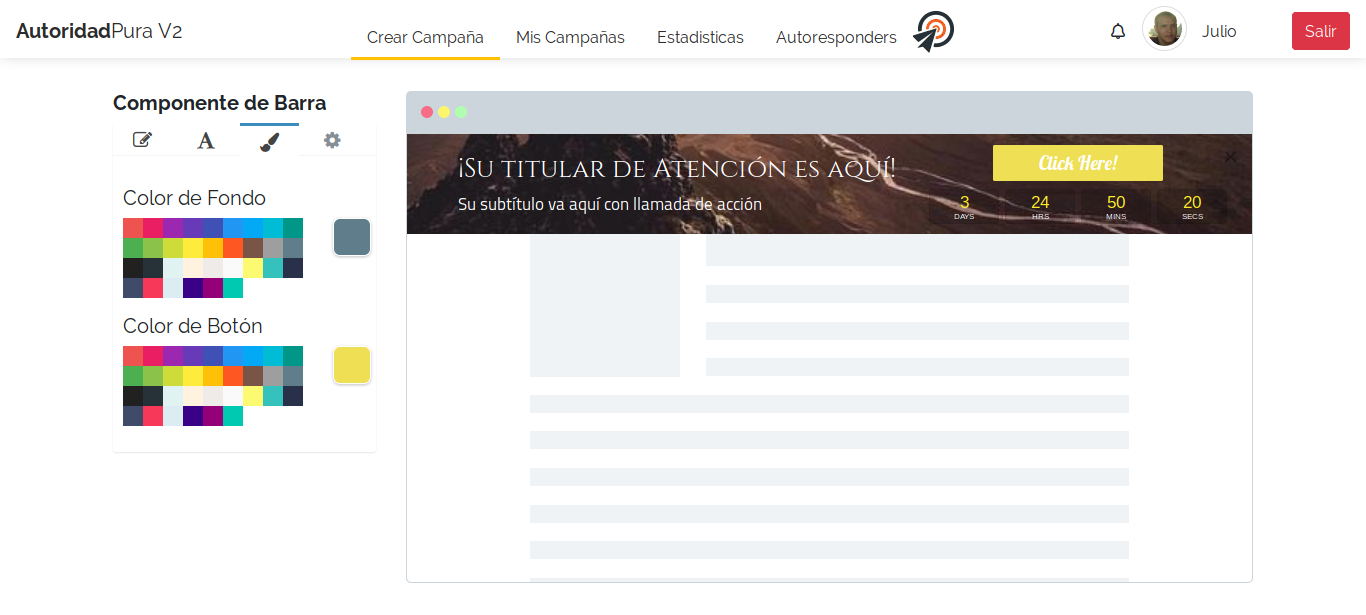 AutoridadPura V2
Crear Campaña
Mis Campañas
Estadisticas
Autoresponders
Julio
Salir
Componente de Barra
A
Color de Fondo
Color de Botón
¡Su titular de Atención es aquí!
Su subtítulo va aquí con llamada de acción
Click Here!
3
DAYS
24
HRS
50
MINS
20
SECS